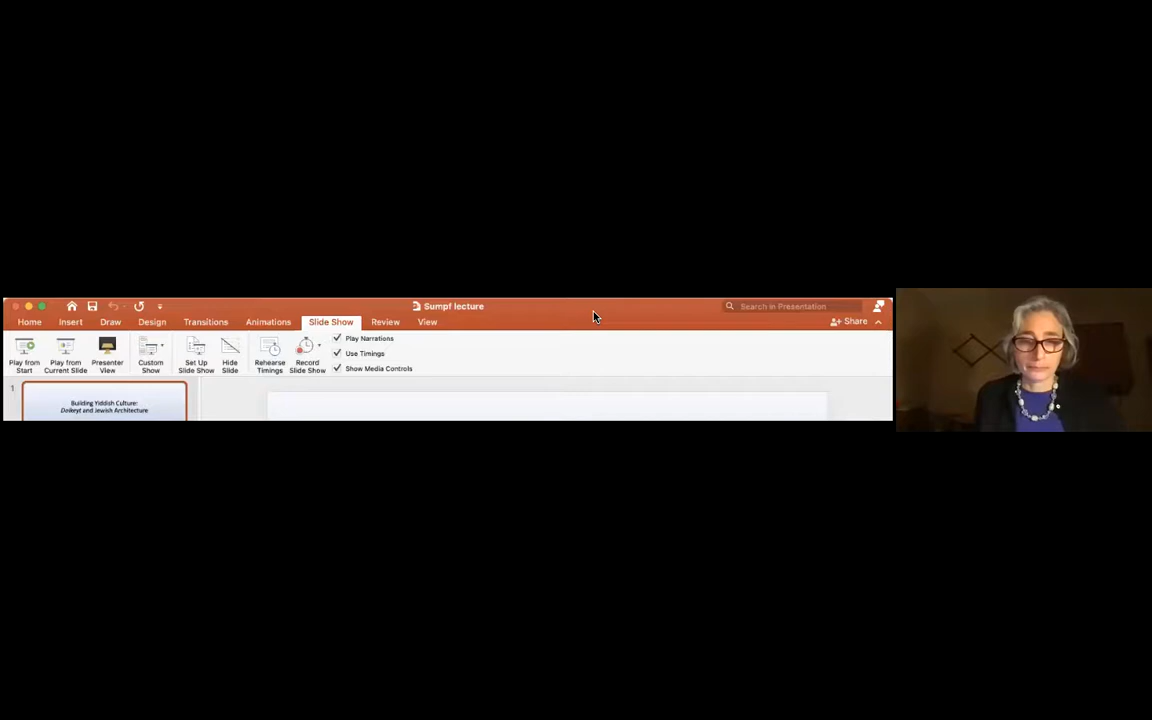 Sumpf lecture
Search in Presentation
Home Insert Draw Design Transitions Animations Slide Show Review View Share
Play from Start
Play from Current Slide
Presenter View
Custom Show
Set Up Slide Show
Hide Slide
Rehearse Timings
Record Slide Show
Play Narrations
Use Timings
Show Media Controls
1
Building Yiddish Culture:
Doikeyt and Jewish Architecture